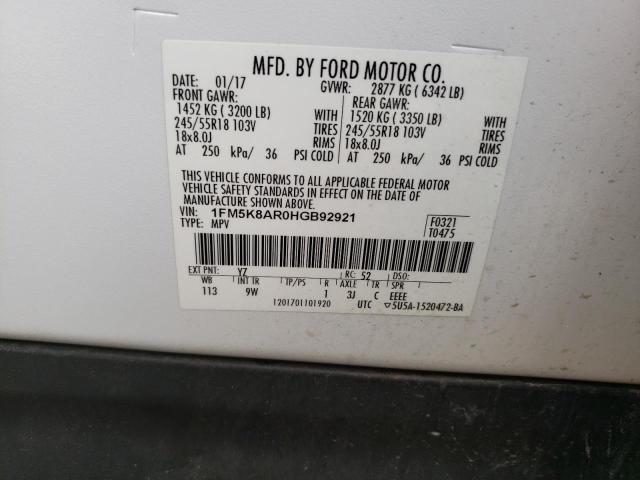 MFD. BY FORD MOTOR CO.
DATE: 01/17 GVWR: 2877 KG ( 6342 LB)
FRONT GAWR: REAR GAWR:
1452 KG ( 3200 LB) WITH 1520 KG ( 3350 LB) WITH
245/55R18 103V TIRES 245/55R18 103V TIRES
18x8.0J RIMS 18x8.0J RIMS
AT 250 kPa/ 36 PSI COLD AT 250 kPa/ 36 PSI COLD
THIS VEHICLE CONFORMS TO ALL APPLICABLE FEDERAL MOTOR
VEHICLE SAFETY STANDARDS IN EFFECT ON THE DATE OF
MANUFACTURE SHOWN ABOVE.
VIN: 1FM5K8AR0HGB92921 F0321
TYPE: MPV T0475
EXT PNT: YZ RC: 52 DSO:
WB INT TR TP/PS R AXLE TR SPR
113 9W 1 3J C EEEE
1201701101920 UTC ▽5U5A-1520472-BA